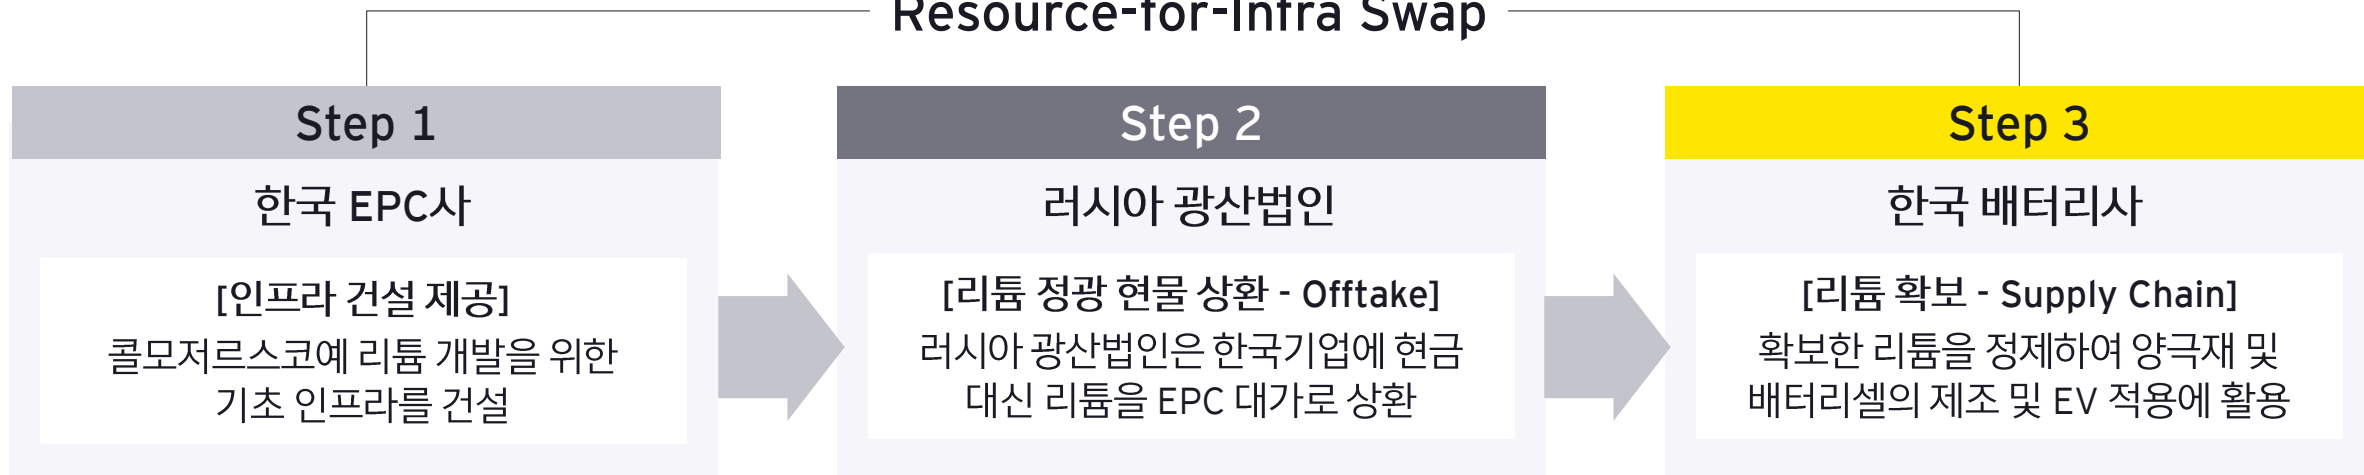 Resource-for-Infra Swap
Step 1
한국 EPC사
[인프라 건설 제공]
콜모저르스코예 리튬 개발을 위한
기초 인프라를 건설
Step 2
러시아 광산법인
[리튬 정광 현물 상환 - Offtake]
러시아 광산법인은 한국기업에 현금
대신 리튬을 EPC 대가로 상환
Step 3
한국 배터리사
[리튬 확보 - Supply Chain]
확보한 리튬을 정제하여 양극재 및
배터리셀의 제조 및 EV 적용에 활용